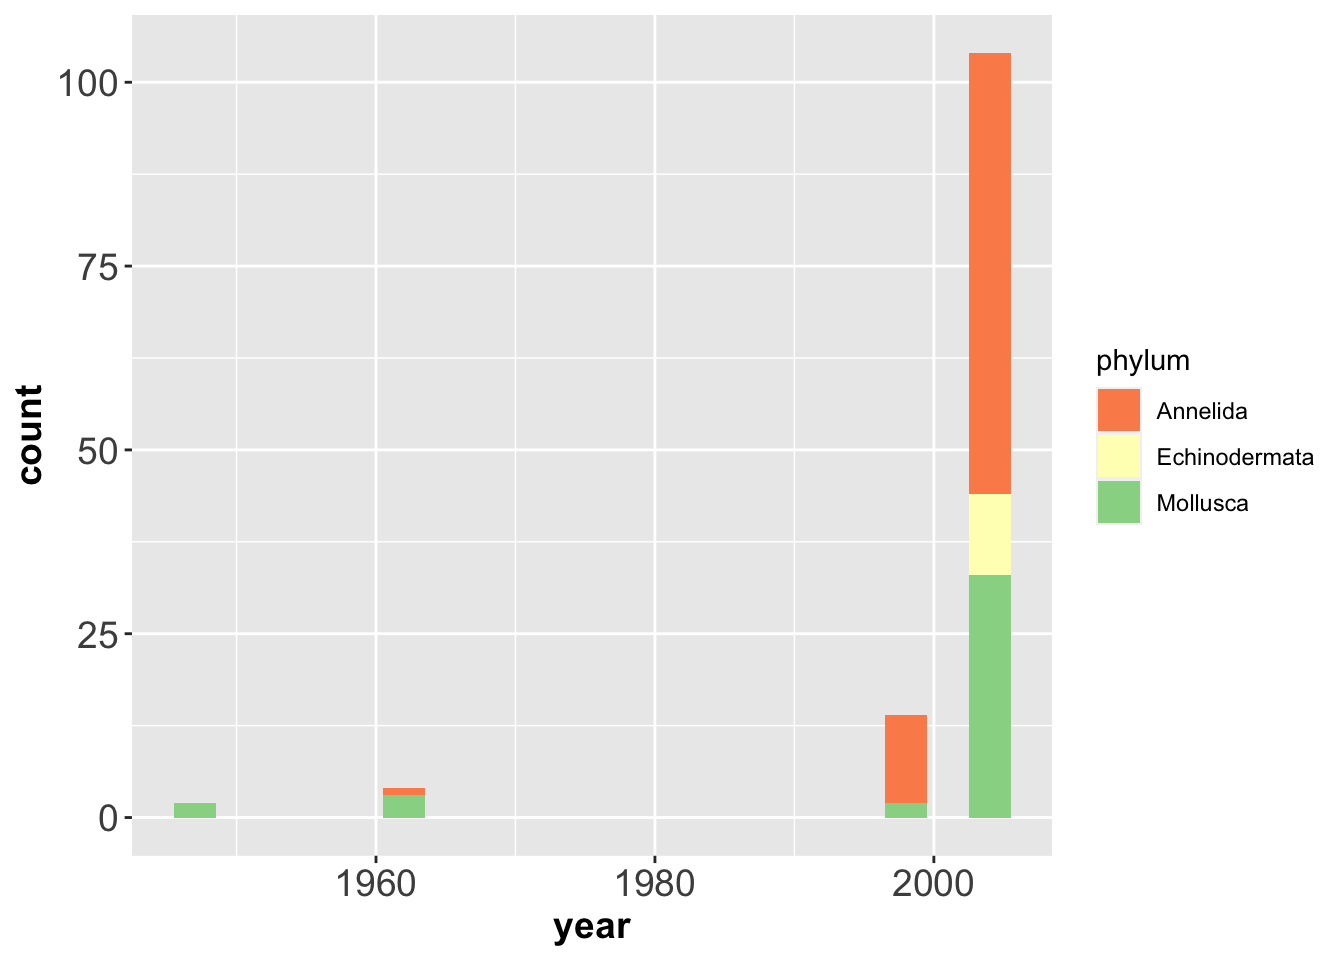 100
75
50
25
0
count
1960 1980 2000
year
phylum
Annelida
Echinodermata
Mollusca